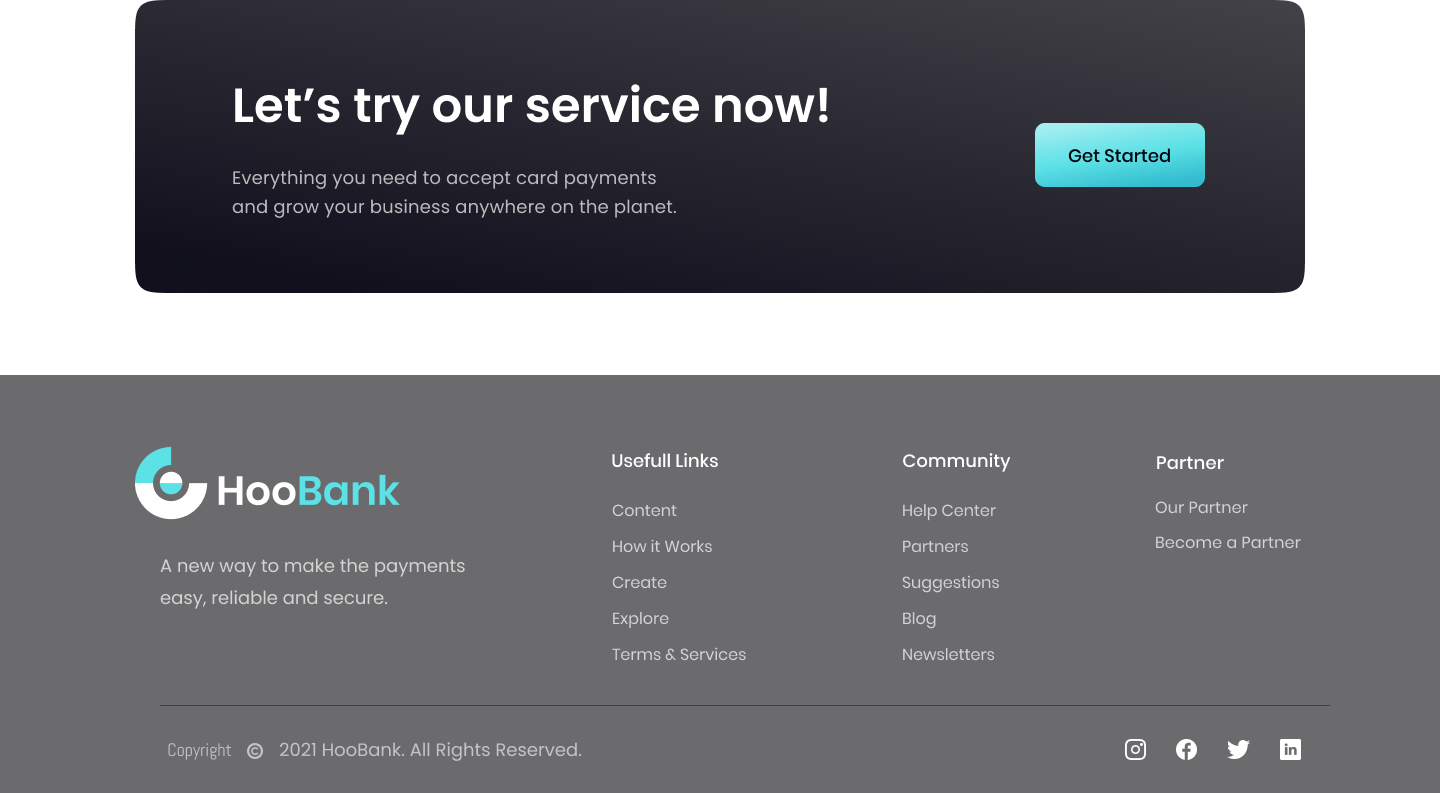 Let’s try our service now!
Everything you need to accept card payments
and grow your business anywhere on the planet.
Get Started
HooBank
A new way to make the payments
easy, reliable and secure.
Usefull Links
Content
How it Works
Create
Explore
Terms & Services
Community
Help Center
Partners
Suggestions
Blog
Newsletters
Partner
Our Partner
Become a Partner
Copyright © 2021 HooBank. All Rights Reserved.